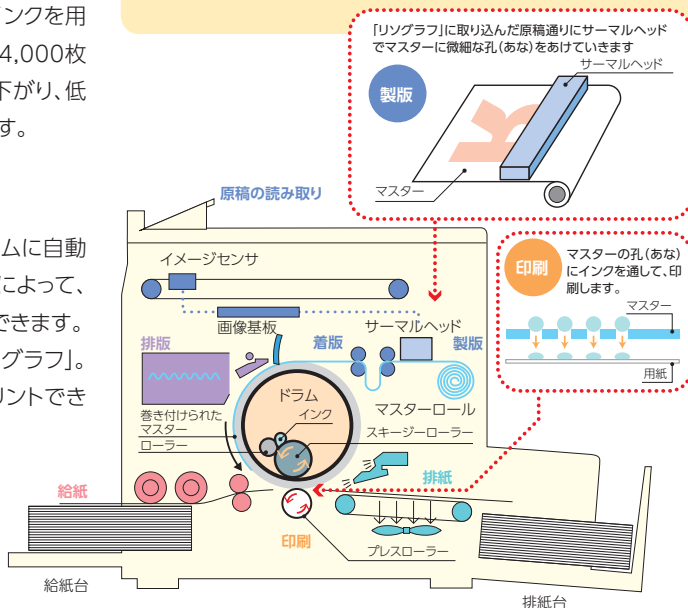 インクを用
4,000枚
下がり、低
す。
ムに自動
によって、
できます。
グラフ」。
リントでき
「リソグラフ」に取り込んだ原稿通りにサーマルヘッド
でマスターに微細な孔(あな)をあけていきます
サーマルヘッド
製版
マスター
原稿の読み取り
イメージセンサ
画像基板
サーマルヘッド
排版
着版
製版
ドラム
インク
マスターロール
巻き付けられた
マスター
ローラー
スキージーローラー
給紙
排紙
印刷
プレスローラー
給紙台
排紙台
印刷
マスターの孔(あな)
にインクを通して、印
刷します。
マスター
用紙